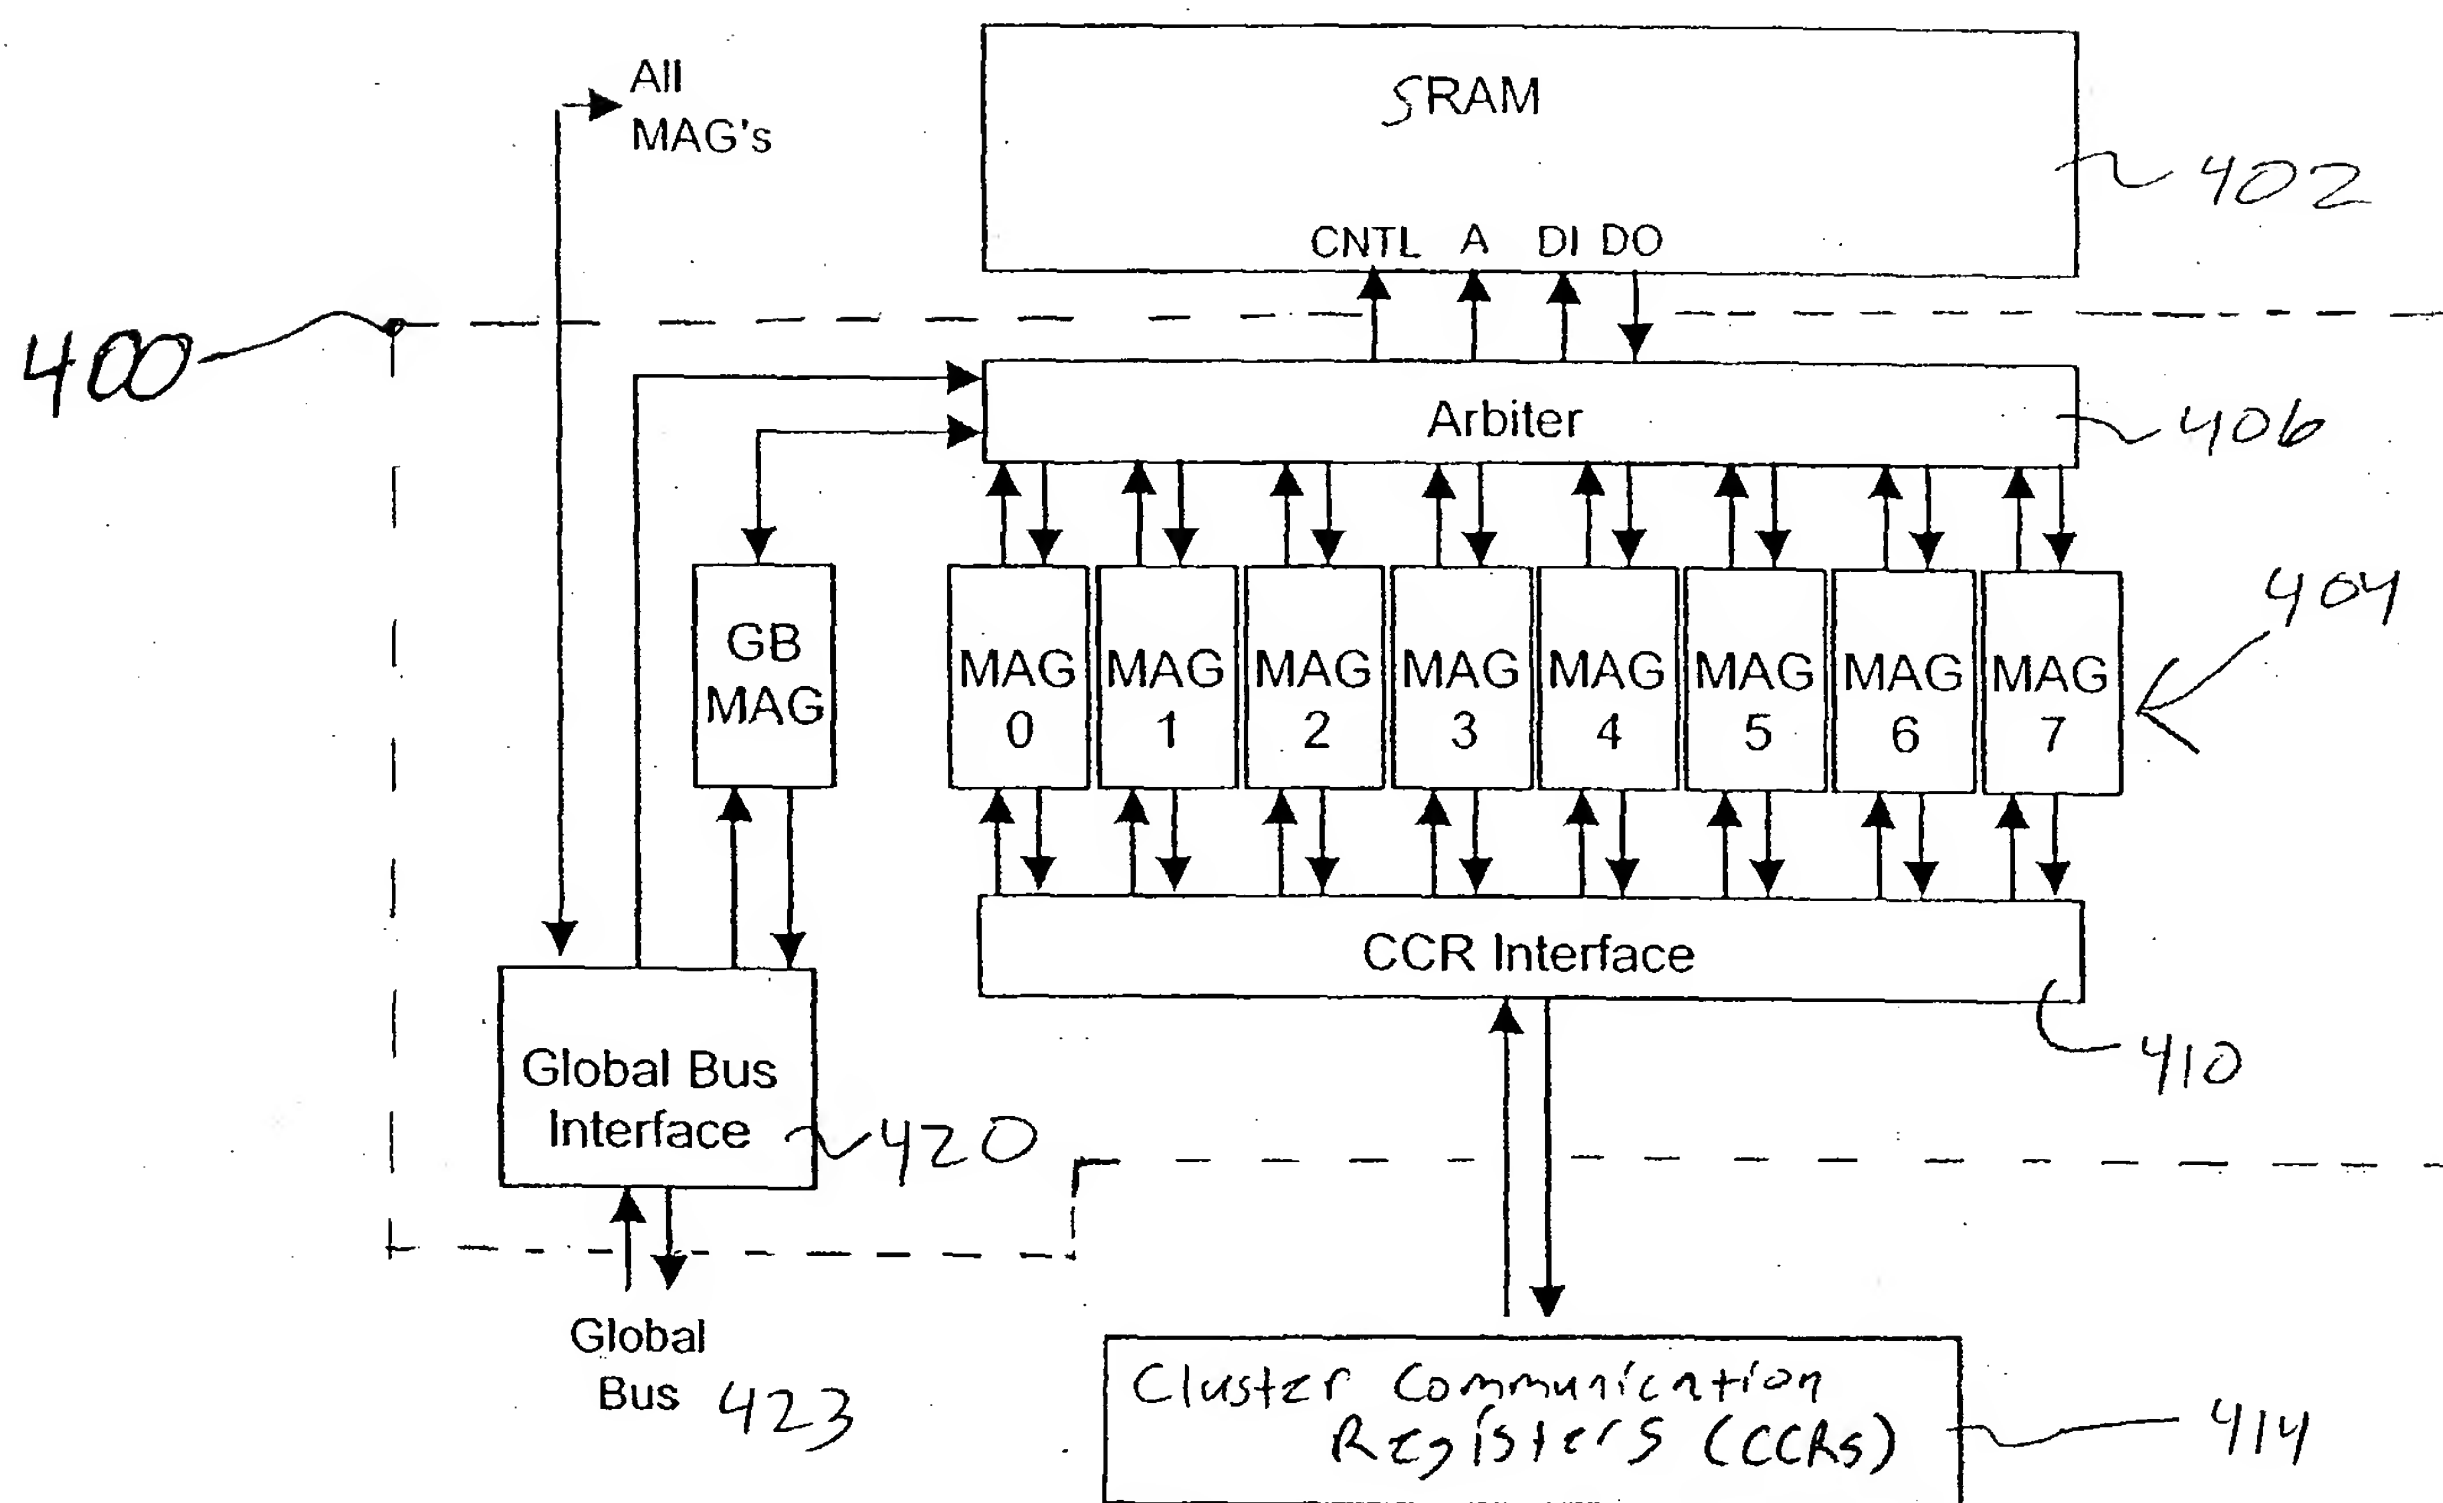 All
MAG's
SRAM
402
CNTL A DI DO
400
Arbiter
406
GB
MAG
MAG
0
MAG
1
MAG
2
MAG
3
MAG
4
MAG
5
MAG
6
MAG
7
404
CCR Interface
410
Global Bus
Interface
420
Global
Bus 423
Cluster Communication
Registers (CCRs)
414